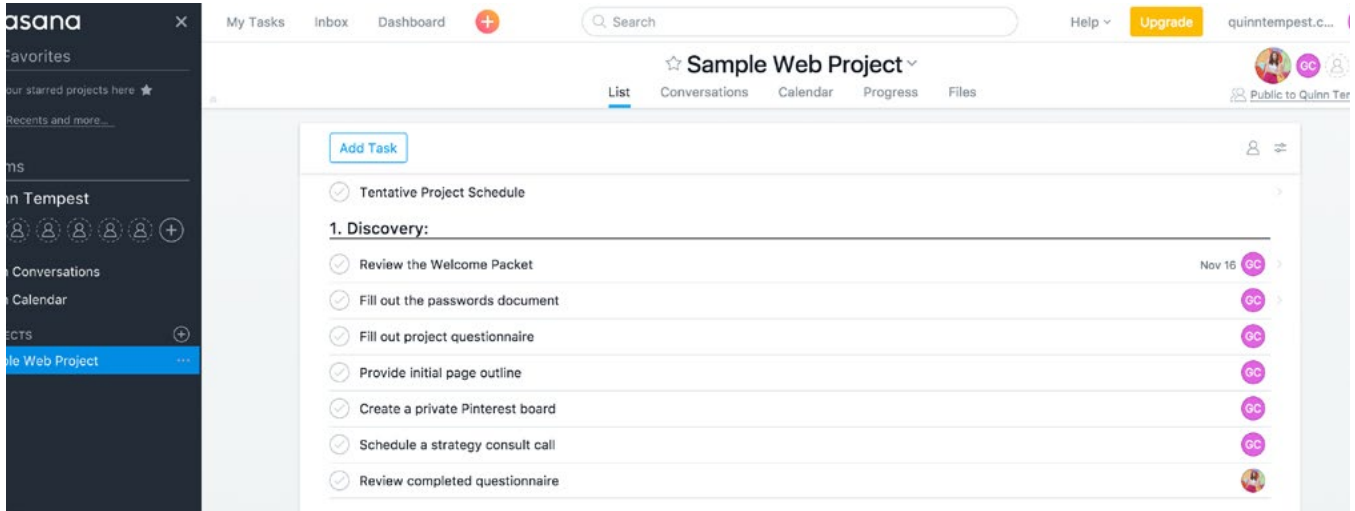 asana
My Tasks Inbox Dashboard
Search
Help
Upgrade
quinntempest.c...
Favorites
our starred projects here
Recents and more...
ms
nn Tempest
Conversations
Calendar
ECTS
ple Web Project
Sample Web Project
List Conversations Calendar Progress Files
GC
Public to Quinn Ter
Add Task
Tentative Project Schedule
1. Discovery:
Review the Welcome Packet Nov 16 GC
Fill out the passwords document GC
Fill out project questionnaire GC
Provide initial page outline GC
Create a private Pinterest board GC
Schedule a strategy consult call GC
Review completed questionnaire